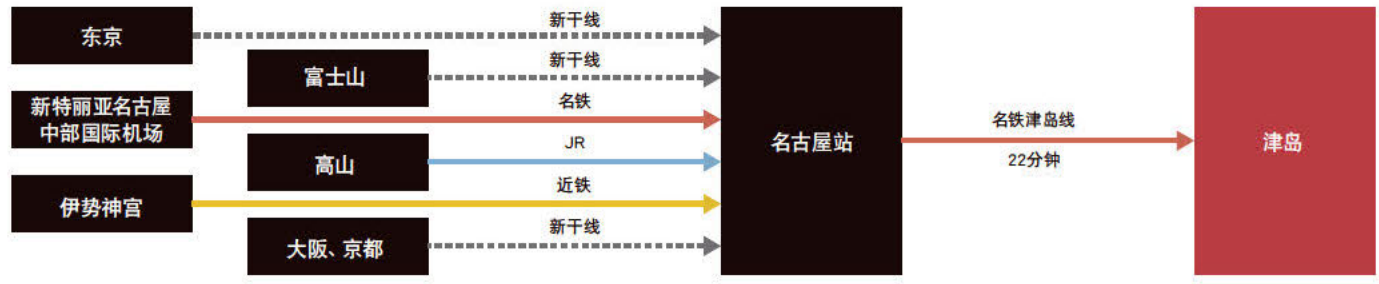 东京
新干线
富士山
新干线
新特丽亚名古屋
中部国际机场
名铁
高山
JR
伊势神宫
近铁
大阪、京都
新干线
名古屋站
名铁津岛线
22分钟
津岛